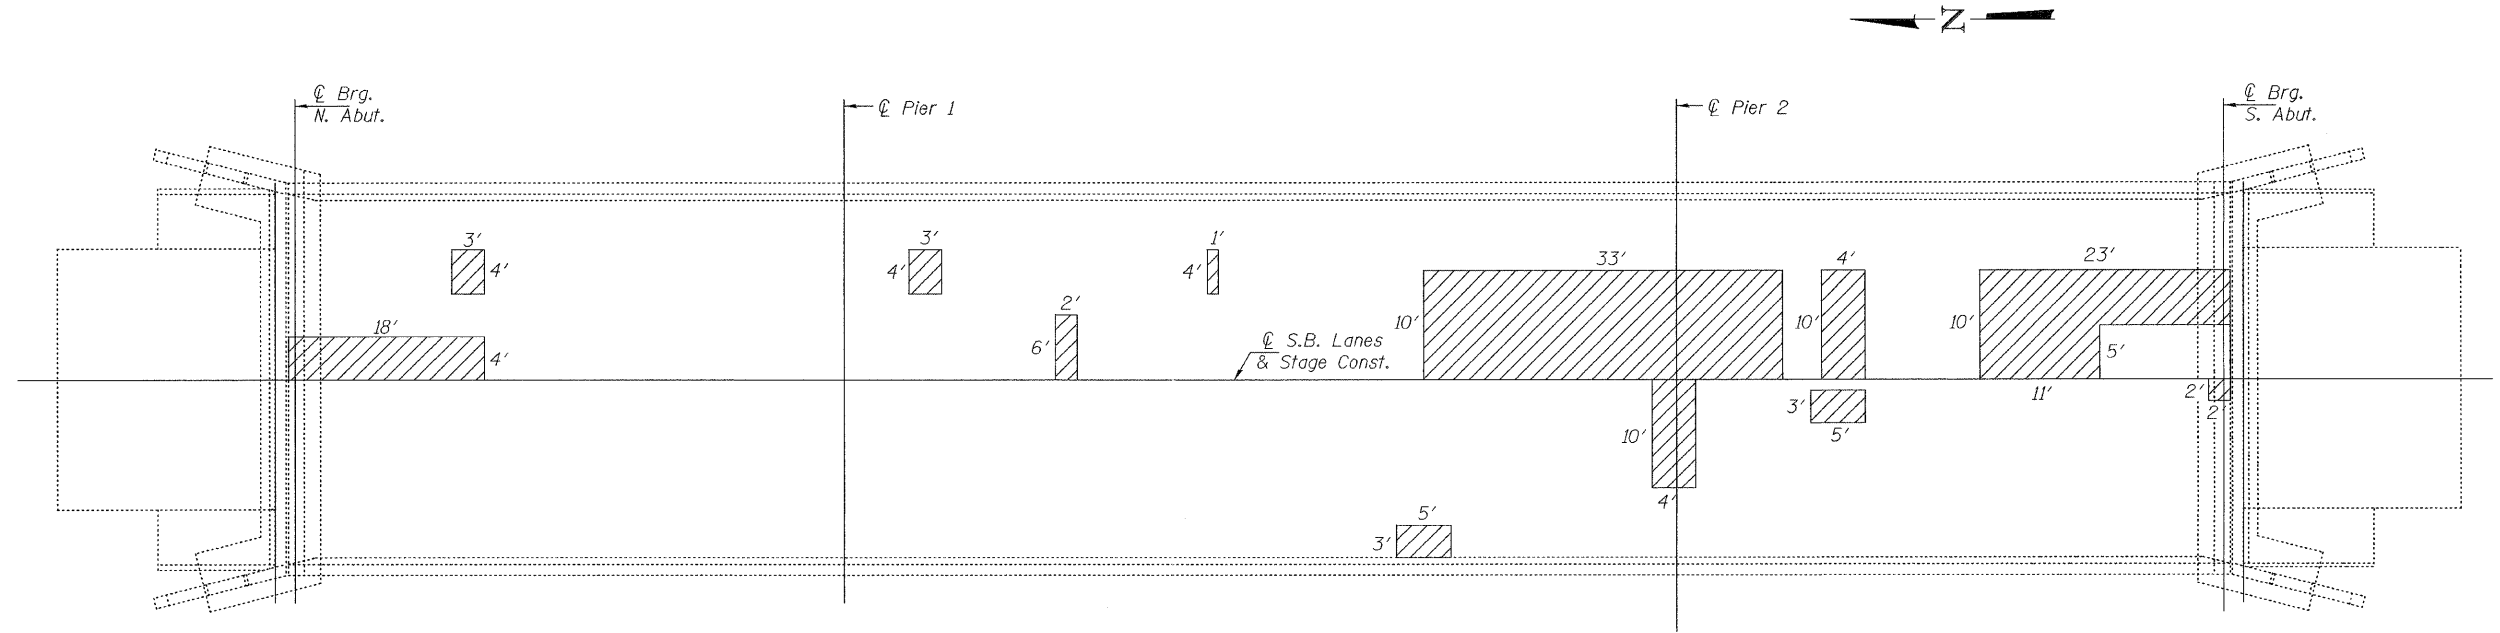 N
℄ Brg.
N. Abut.
℄ Pier 1
℄ Pier 2
℄ Brg.
S. Abut.
3'
4'
18'
4'
3'
4'
2'
6'
1'
4'
℄ S.B. Lanes
& Stage Const.
33'
10'
4'
10'
23'
10'
5'
11'
2'
2'
10'
4'
3'
5'
5'
3'